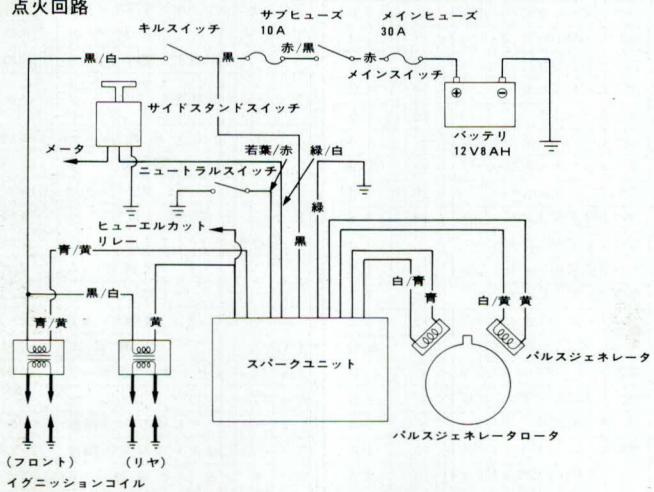 点火回路
キルスイッチ
サブヒューズ
10A
メインヒューズ
30A
黒/白
黒
赤/黒
赤
メインスイッチ
サイドスタンドスイッチ
バッテリ
12V8AH
メータ
若葉/赤
緑/白
ニュートラルスイッチ
緑
ヒューエルカット
リレー
黒
青/黄
白/青
青
白/黄
黄
黒/白
青/黄
黄
スパークユニット
パルスジェネレータ
パルスジェネレータロータ
(フロント)
(リヤ)
イグニッションコイル